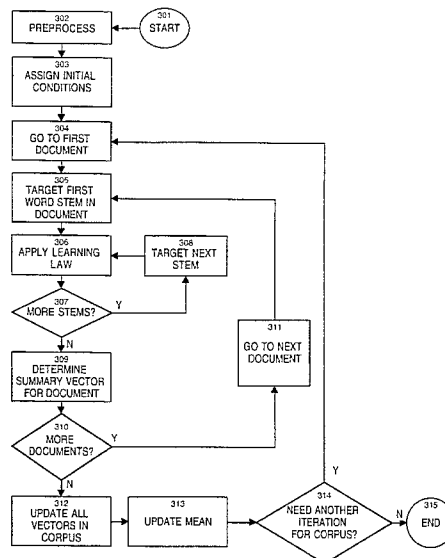 301
START
302
PREPROCESS
303
ASSIGN INITIAL
CONDITIONS
304
GO TO FIRST
DOCUMENT
305
TARGET FIRST
WORD STEM IN
DOCUMENT
306
APPLY LEARNING
LAW
308
TARGET NEXT
STEM
307
MORE STEMS?
Y
N
309
DETERMINE
SUMMARY VECTOR
FOR DOCUMENT
311
GO TO NEXT
DOCUMENT
310
MORE
DOCUMENTS?
Y
N
312
UPDATE ALL
VECTORS IN
CORPUS
313
UPDATE MEAN
314
NEED ANOTHER
ITERATION
FOR CORPUS?
Y
N
315
END